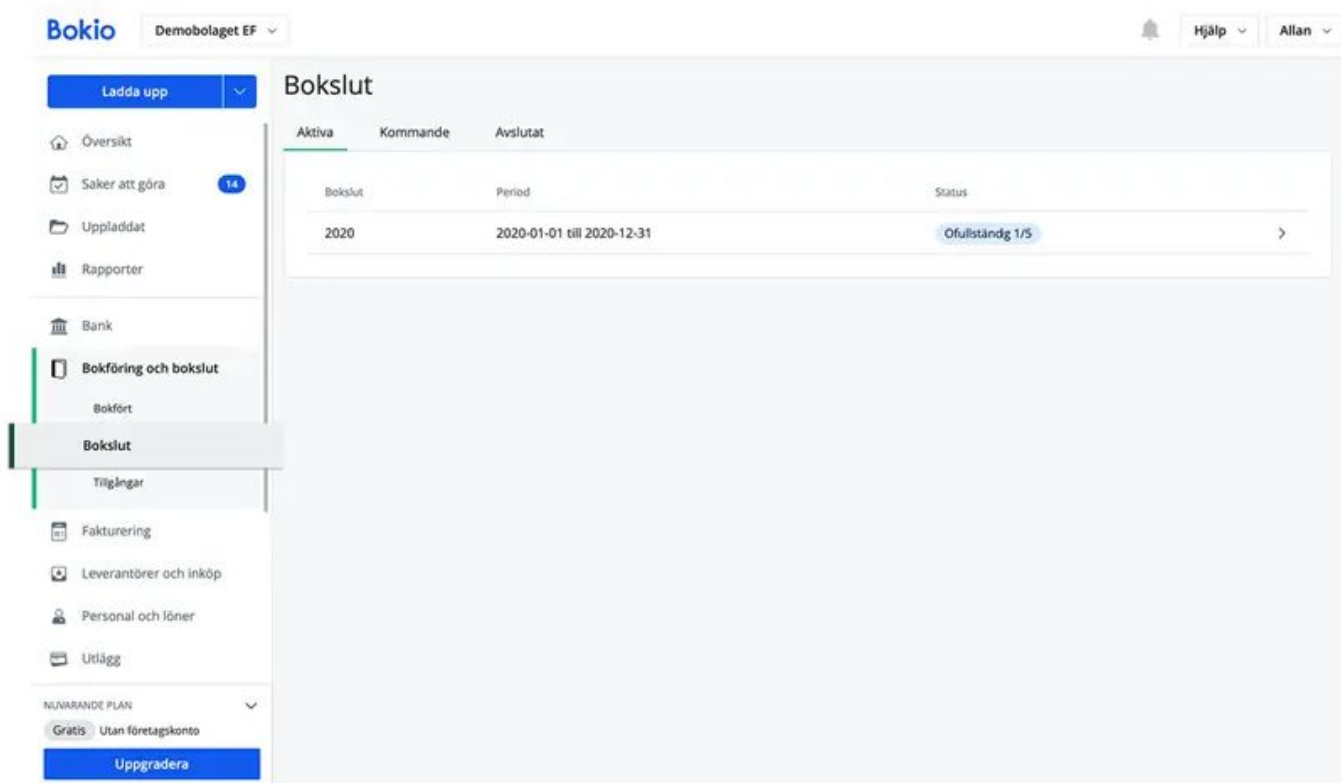 Bokio
Demobolaget EF
Hjälp
Allan
Ladda upp
Översikt
Saker att göra 14
Uppladdat
Rapporter
Bank
Bokföring och bokslut
Bokfört
Bokslut
Tillgångar
Fakturering
Leverantörer och inköp
Personal och löner
Utlägg
NUVARANDE PLAN
Gratis Utan företagskonto
Uppgradera
Bokslut
Aktiva Kommande Avslutat
Bokslut Period Status
2020 2020-01-01 till 2020-12-31 Ofullständg 1/5